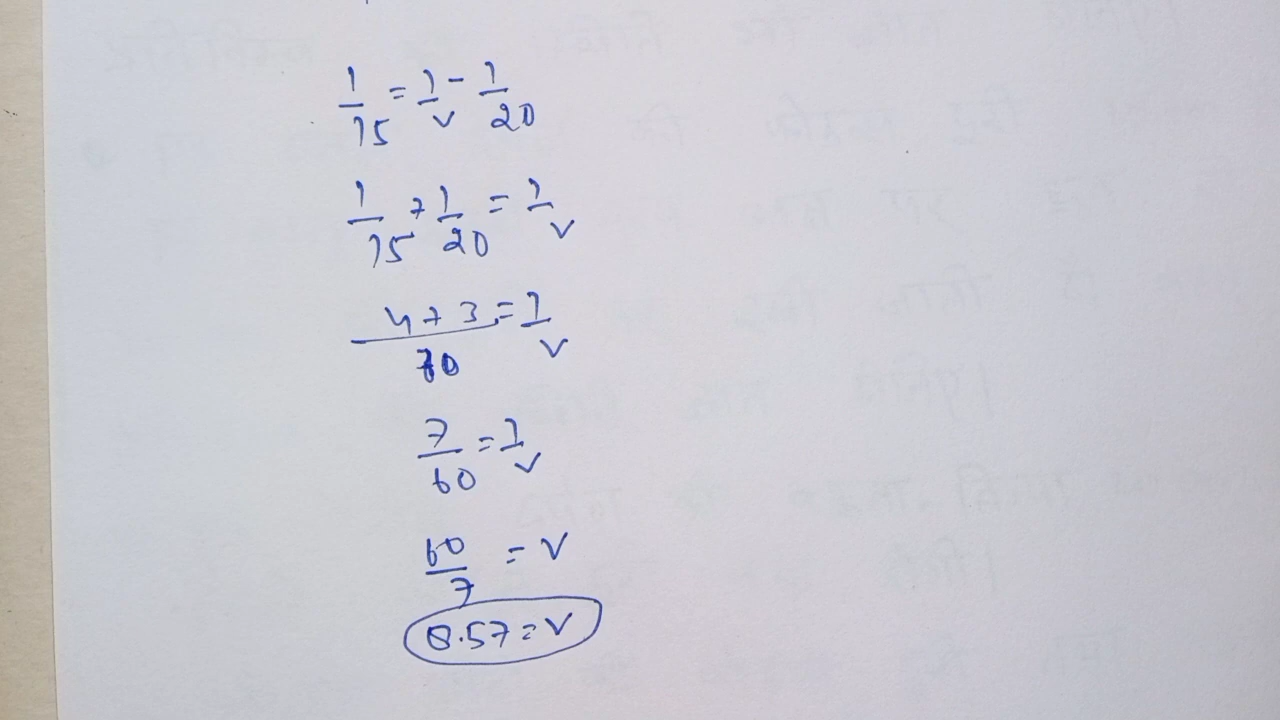 1/15 = 1/v - 1/20
1/15 + 1/20 = 1/v
4+3/60 = 1/v
7/60 = 1/v
60/7 = v
8.57 = v